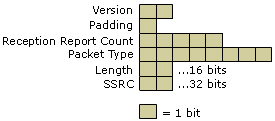 Version
Padding
Reception Report Count
Packet Type
Length ...16 bits
SSRC ...32 bits
= 1 bit